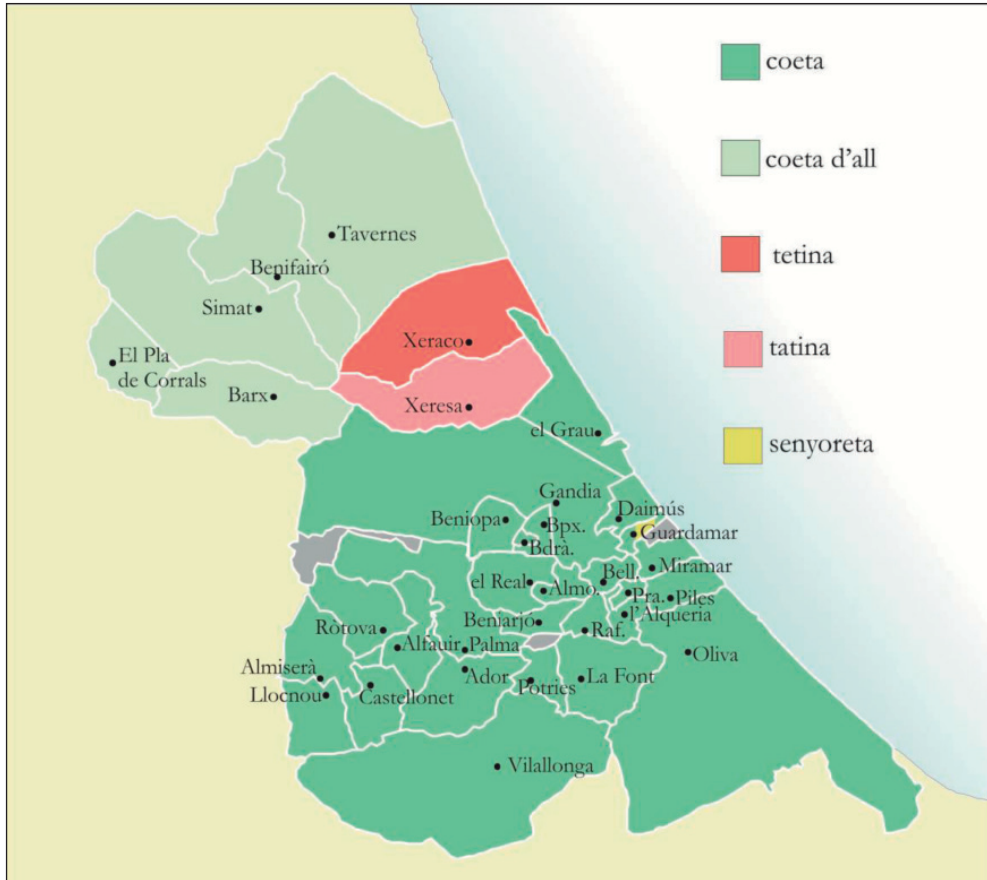 coeta
coeta d'all
tetina
tatina
senyoreta
Tavernes
Benifairó
Simat
El Pla
de Corrals
Barx
Xeraco
Xeresa
el Grau
Gandia
Beniopa
Bpx.
Bdrà.
Daimús
Guardamar
Miramar
Bell.
el Real
Almo.
Pra.
Piles
l'Alqueria
Beniarjó
Raf.
Ròtova
Alfauir
Palma
Oliva
Almiserà
Llocnou
Castellonet
Ador
Potries
La Font
Vilallonga